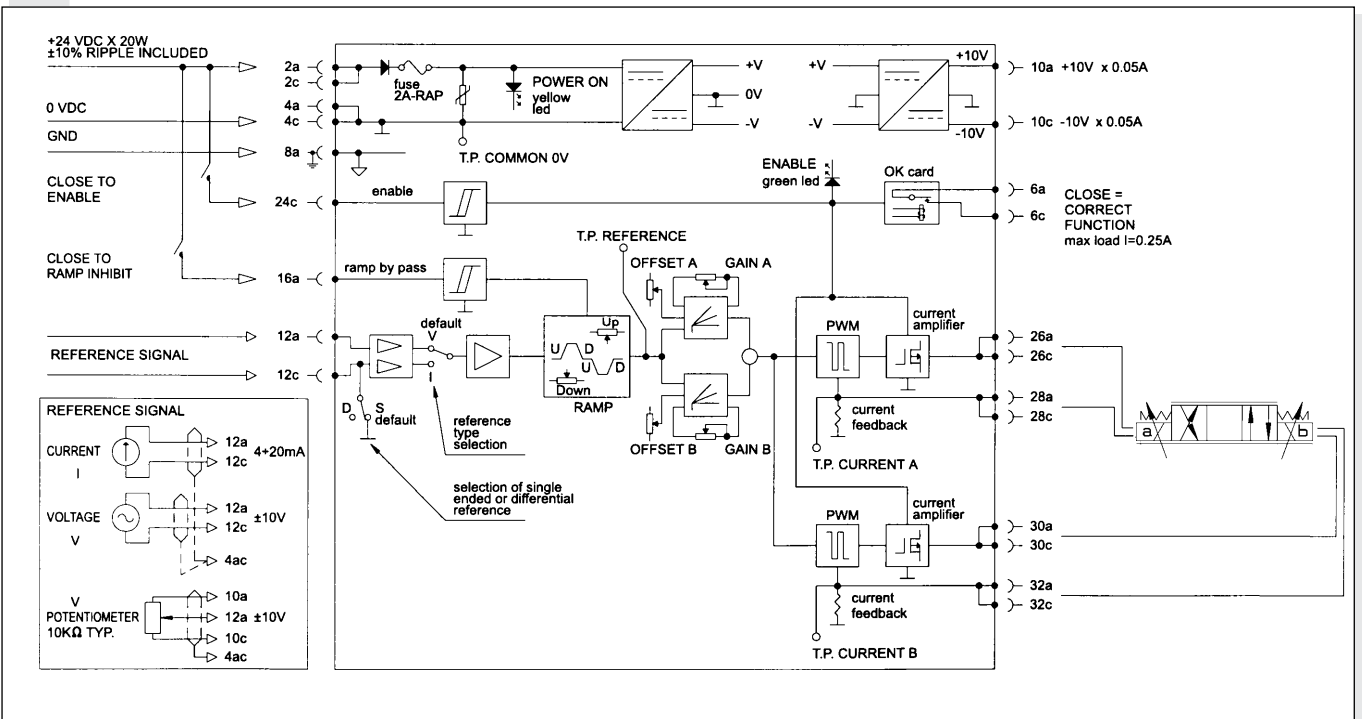 +24 VDC X 20W
±10% RIPPLE INCLUDED
0 VDC
GND
CLOSE TO
ENABLE
CLOSE TO
RAMP INHIBIT
REFERENCE SIGNAL
2a
2c
4a
4c
8a
24c
16a
12a
12c
fuse
2A-RAP
POWER ON
yellow
led
T.P. COMMON 0V
+V
0V
-V
+V
-V
+10V
-10V
10a +10V x 0.05A
10c -10V x 0.05A
enable
ENABLE
green led
OK card
6a
6c
CLOSE =
CORRECT
FUNCTION
max load I=0.25A
ramp by pass
T.P. REFERENCE
OFFSET A
GAIN A
default
V
I
Up
U D
U D
Down
RAMP
D
S
default
reference
type
selection
selection of single
ended or differential
reference
OFFSET B
GAIN B
PWM
current
amplifier
26a
26c
28a
28c
current
feedback
T.P. CURRENT A
a
b
PWM
current
amplifier
30a
30c
32a
32c
current
feedback
T.P. CURRENT B
REFERENCE SIGNAL
CURRENT
I
12a
12c
4÷20mA
VOLTAGE
V
12a
12c
±10V
4ac
V
POTENTIOMETER
10KΩ TYP.
10a
12a ±10V
10c
4ac